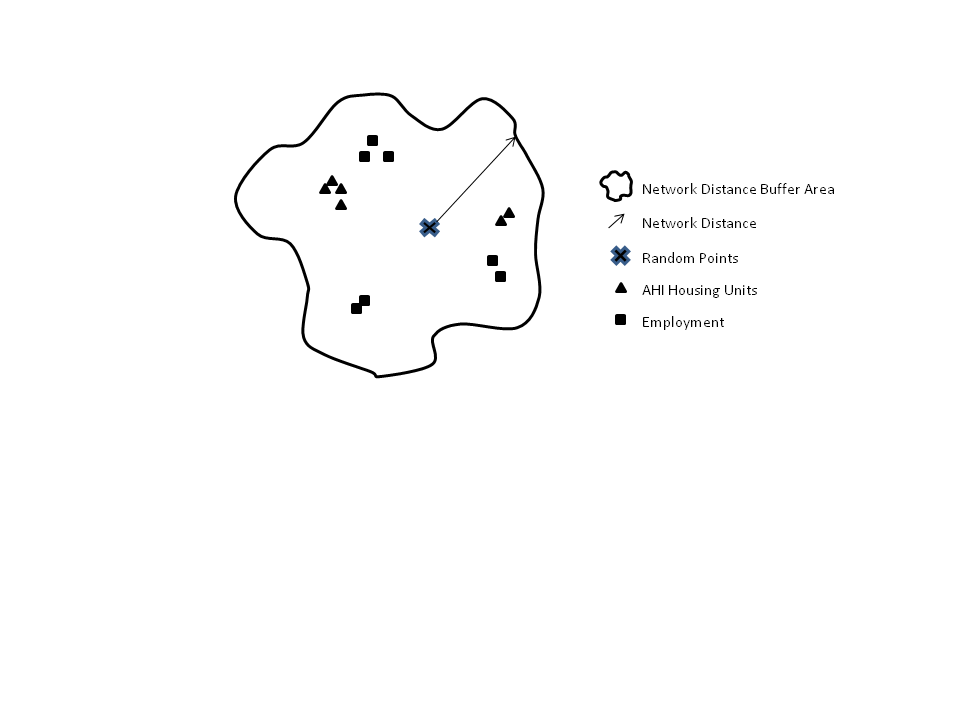 Network Distance Buffer Area
Network Distance
Random Points
AHI Housing Units
Employment